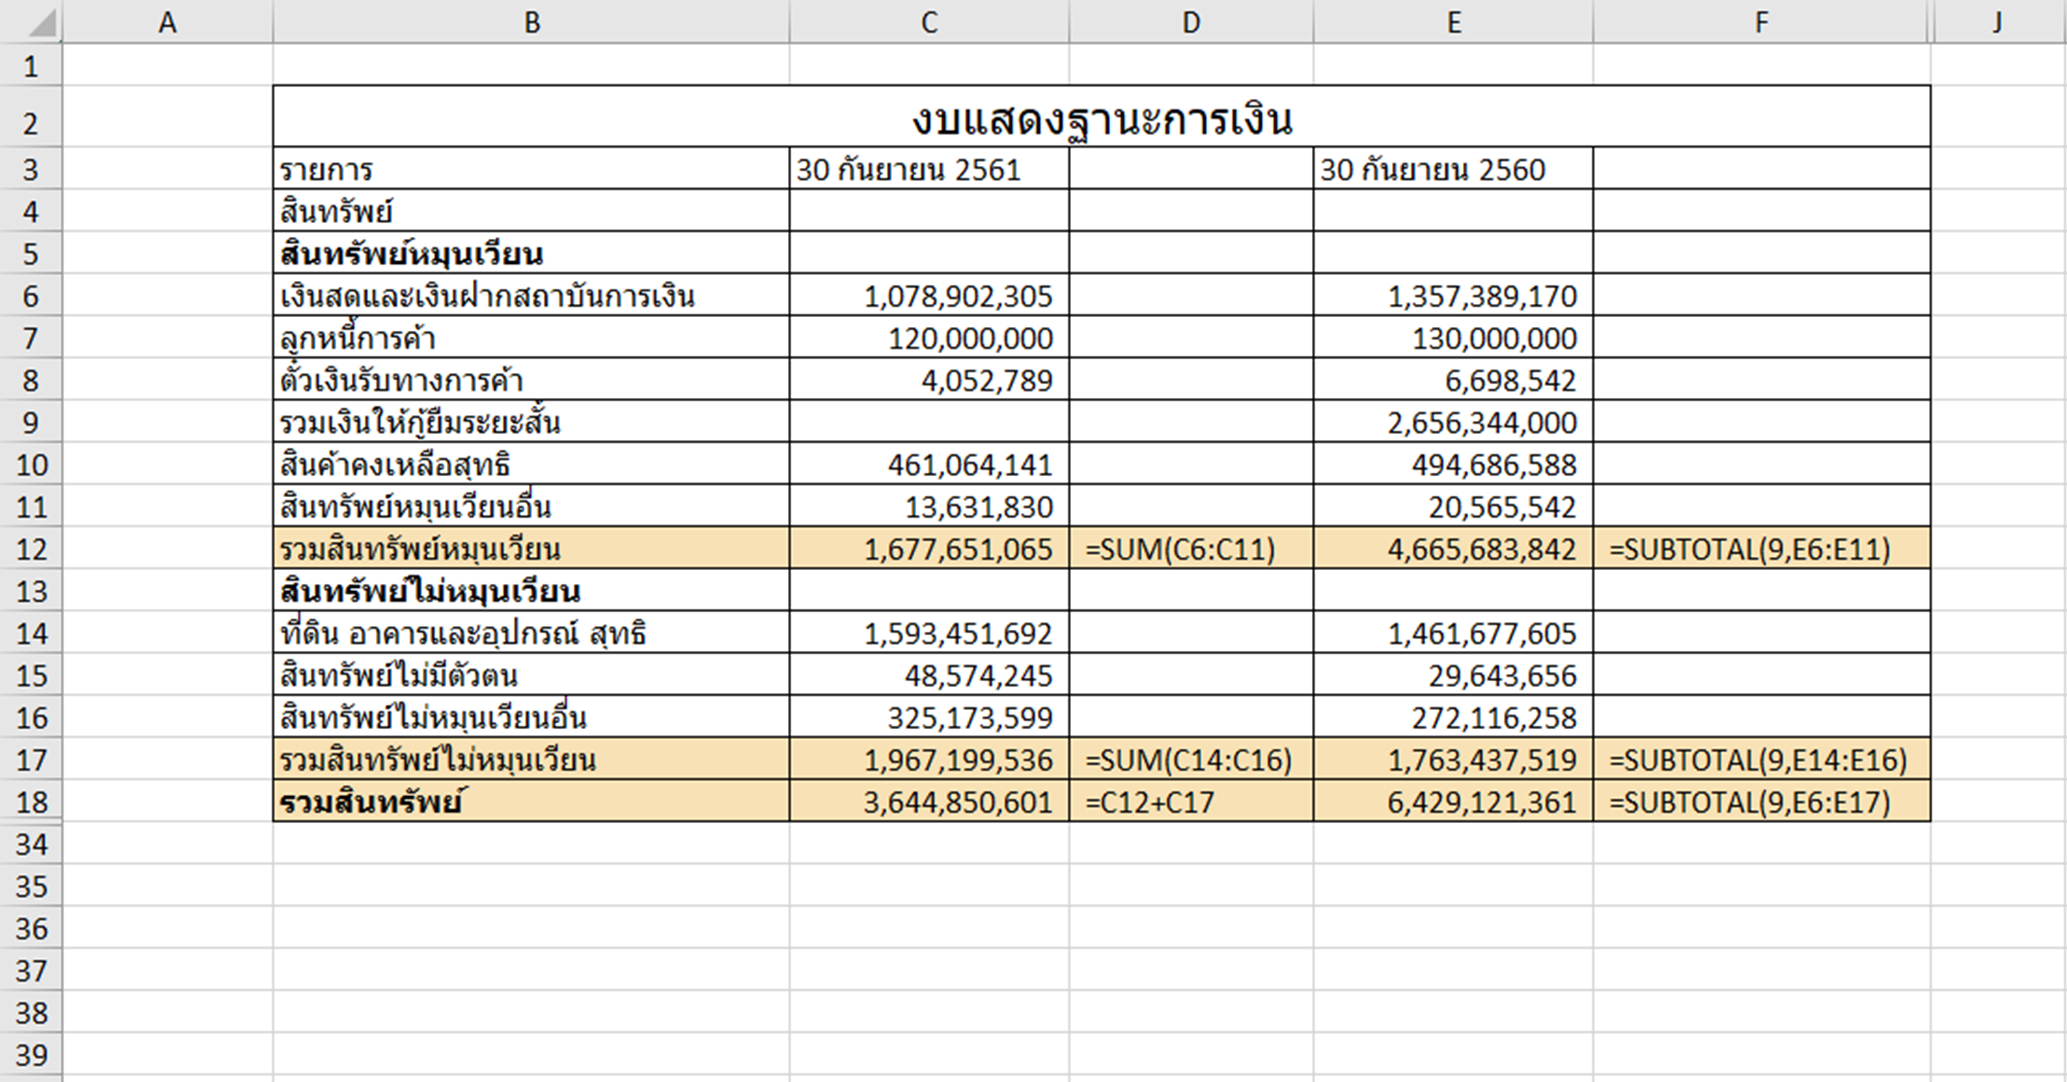 A B C D E F J
1
2 งบแสดงฐานะการเงิน
3 รายการ 30 กันยายน 2561 30 กันยายน 2560
4 สินทรัพย์
5 สินทรัพย์หมุนเวียน
6 เงินสดและเงินฝากสถาบันการเงิน 1,078,902,305 1,357,389,170
7 ลูกหนี้การค้า 120,000,000 130,000,000
8 ตั๋วเงินรับทางการค้า 4,052,789 6,698,542
9 รวมเงินให้กู้ยืมระยะสั้น 2,656,344,000
10 สินค้าคงเหลือสุทธิ 461,064,141 494,686,588
11 สินทรัพย์หมุนเวียนอื่น 13,631,830 20,565,542
12 รวมสินทรัพย์หมุนเวียน 1,677,651,065 =SUM(C6:C11) 4,665,683,842 =SUBTOTAL(9,E6:E11)
13 สินทรัพย์ไม่หมุนเวียน
14 ที่ดิน อาคารและอุปกรณ์ สุทธิ 1,593,451,692 1,461,677,605
15 สินทรัพย์ไม่มีตัวตน 48,574,245 29,643,656
16 สินทรัพย์ไม่หมุนเวียนอื่น 325,173,599 272,116,258
17 รวมสินทรัพย์ไม่หมุนเวียน 1,967,199,536 =SUM(C14:C16) 1,763,437,519 =SUBTOTAL(9,E14:E16)
18 รวมสินทรัพย์ 3,644,850,601 =C12+C17 6,429,121,361 =SUBTOTAL(9,E6:E17)
34
35
36
37
38
39